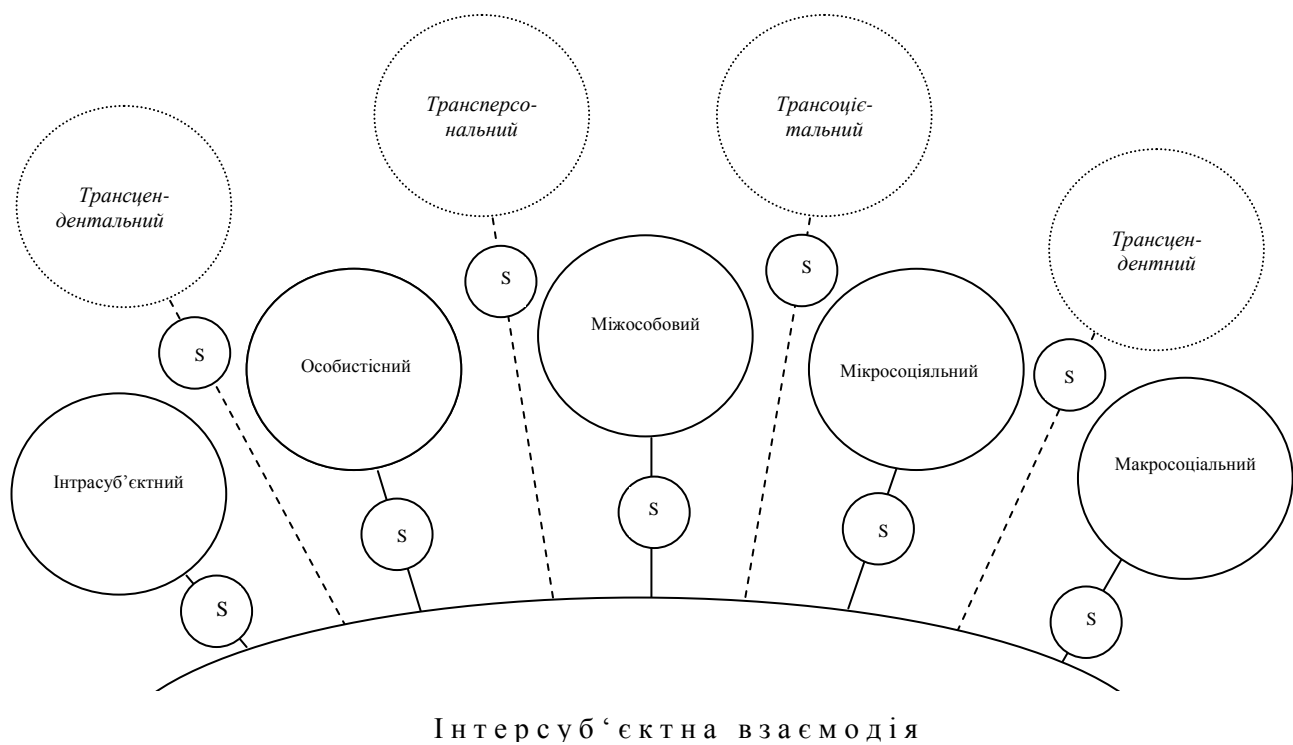 Трансперсо-
нальний
Трансоціє-
тальний
Трансцен-
дентальний
Трансцен-
дентний
S
S
Міжособовий
S
Особистісний
Мікросоціяльний
S
Інтрасуб’єктний
Макросоціальний
S
S
S
S
S
Інтерсуб‘єктна взаємодія